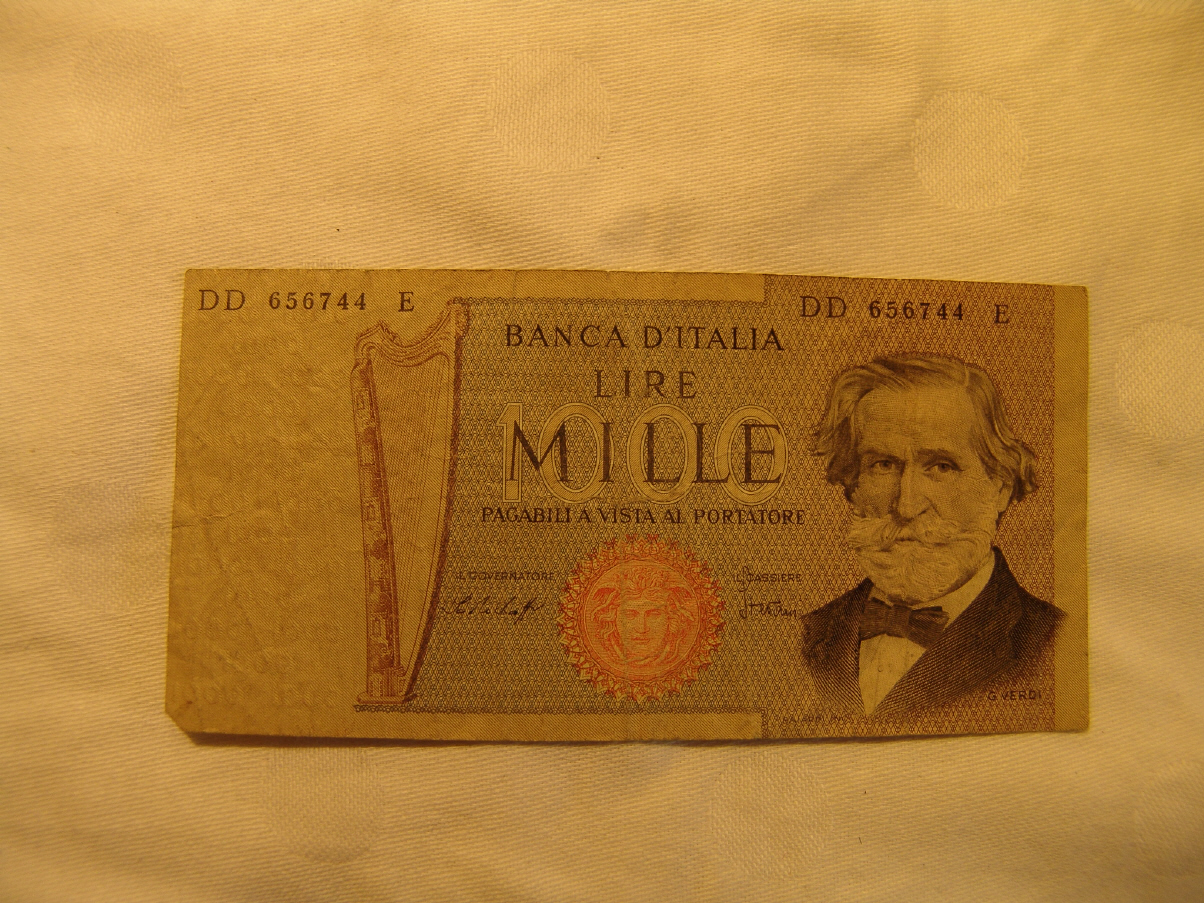 DD 656744 E
DD 656744 E
BANCA D'ITALIA
LIRE
1000
MILLE
PAGABILI A VISTA AL PORTATORE
IL GOVERNATORE
IL CASSIERE
G. VERDI